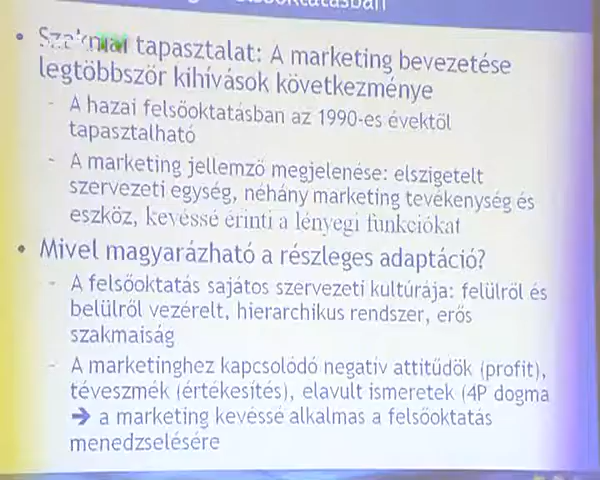 • Szakmai tapasztalat: A marketing bevezetése
legtöbbször kihívások következménye
- A hazai felsőoktatásban az 1990-es évektől
tapasztalható
- A marketing jellemző megjelenése: elszigetelt
szervezeti egység, néhány marketing tevékenység és
eszköz, kevéssé érinti a lényegi funkciókat
• Mivel magyarázható a részleges adaptáció?
- A felsőoktatás sajátos szervezeti kultúrája: felülről és
belülről vezérelt, hierarchikus rendszer, erős
szakmaiság
- A marketinghez kapcsolódó negatív attitűdök (profit),
téveszmék (értékesítés), elavult ismeretek (4P dogma
➔ a marketing kevéssé alkalmas a felsőoktatás
menedzselésére